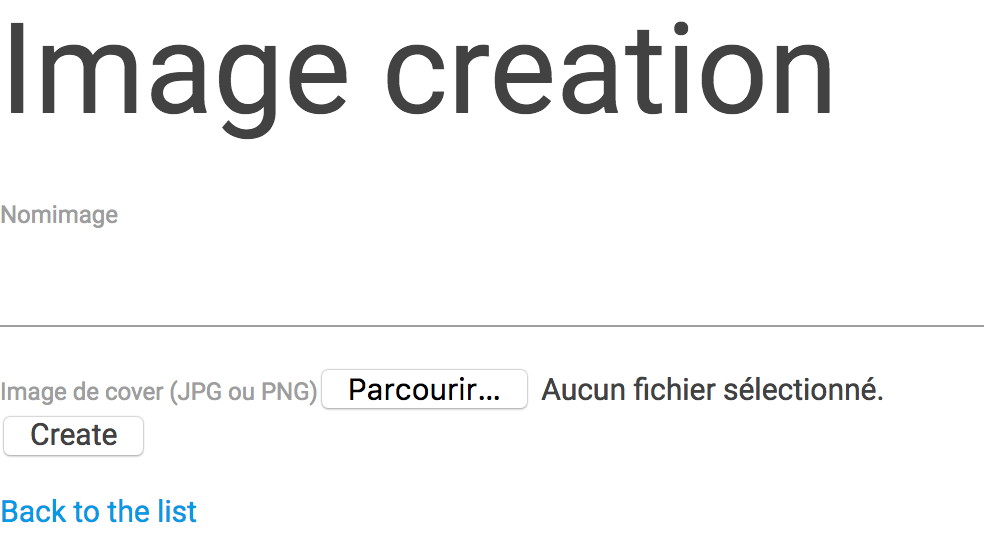 Image creation
Nomimage
Image de cover (JPG ou PNG) Parcourir... Aucun fichier sélectionné.
Create
Back to the list